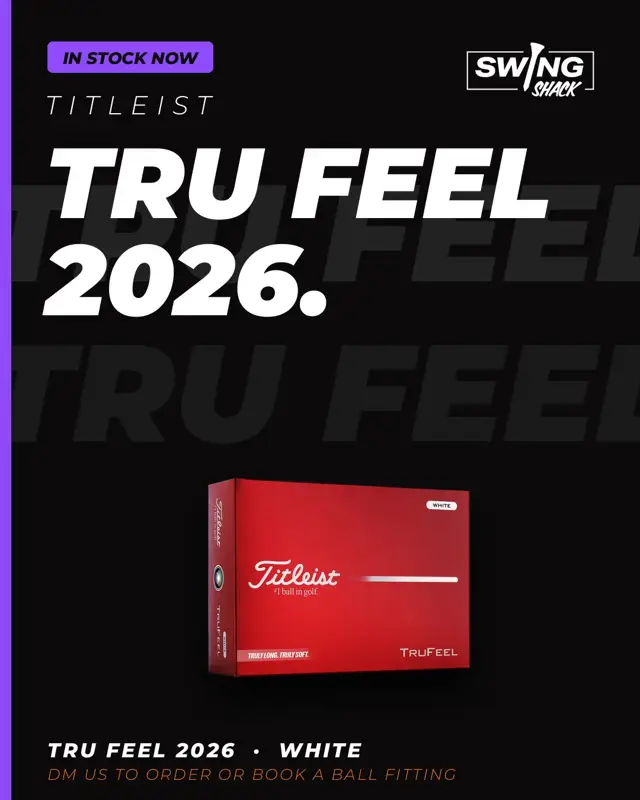 IN STOCK NOW
SWING
SHACK
TITLEIST
TRU FEEL
2026.
TRU FEEL
TRU FEEL
WHITE
Titleist
#1 ball in golf.
Titleist
TRUFEEL
TRULY LONG. TRULY SOFT.
TRUFEEL
TRU FEEL 2026 • WHITE
DM US TO ORDER OR BOOK A BALL FITTING